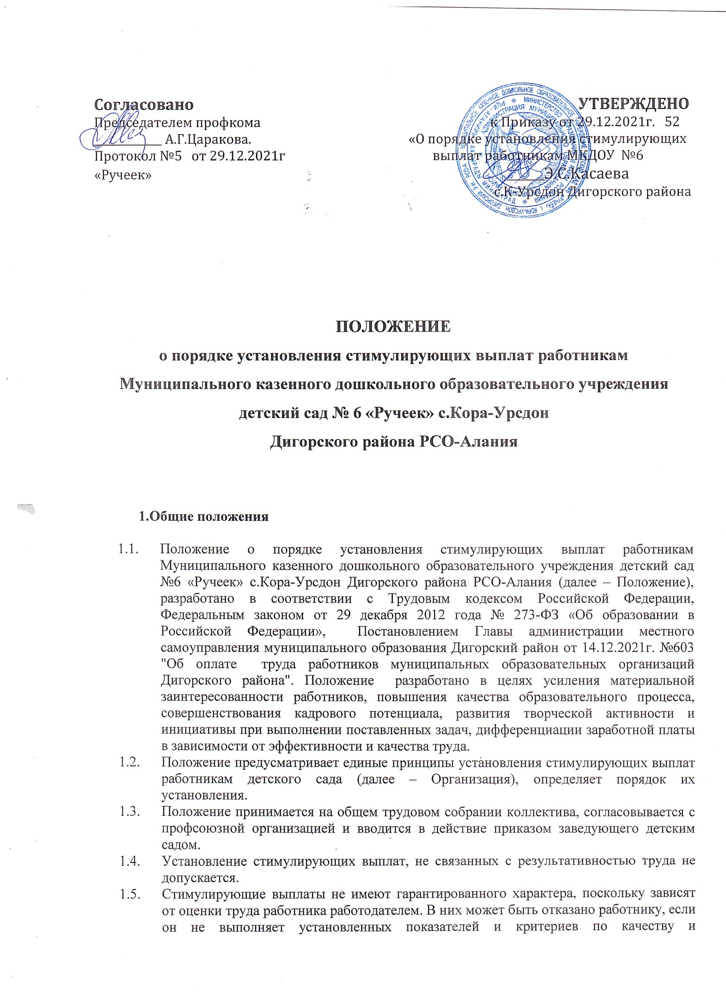 Согласовано
Председателем профкома
__________ А.Г.Царакова.
Протокол №5 от 29.12.2021г
«Ручеек»
УТВЕРЖДЕНО
к Приказу от 29.12.2021г. 52
«О порядке установления стимулирующих
выплат работникам МКДОУ №6
______Э.С.Касаева
с.К-Урсдон Дигорского района
ПОЛОЖЕНИЕ
о порядке установления стимулирующих выплат работникам
Муниципального казенного дошкольного образовательного учреждения
детский сад № 6 «Ручеек» с.Кора-Урсдон
Дигорского района РСО-Алания
1.Общие положения
1.1. Положение о порядке установления стимулирующих выплат работникам
Муниципального казенного дошкольного образовательного учреждения детский сад
№6 «Ручеек» с.Кора-Урсдон Дигорского района РСО-Алания (далее – Положение),
разработано в соответствии с Трудовым кодексом Российской Федерации,
Федеральным законом от 29 декабря 2012 года № 273-ФЗ «Об образовании в
Российской Федерации», Постановлением Главы администрации местного
самоуправления муниципального образования Дигорский район от 14.12.2021г. №603
"Об оплате труда работников муниципальных образовательных организаций
Дигорского района". Положение разработано в целях усиления материальной
заинтересованности работников, повышения качества образовательного процесса,
совершенствования кадрового потенциала, развития творческой активности и
инициативы при выполнении поставленных задач, дифференциации заработной платы
в зависимости от эффективности и качества труда.
1.2. Положение предусматривает единые принципы установления стимулирующих выплат
работникам детского сада (далее – Организация), определяет порядок их
установления.
1.3. Положение принимается на общем трудовом собрании коллектива, согласовывается с
профсоюзной организацией и вводится в действие приказом заведующего детским
садом.
1.4. Установление стимулирующих выплат, не связанных с результативностью труда не
допускается.
1.5. Стимулирующие выплаты не имеют гарантированного характера, поскольку зависят
от оценки труда работника работодателем. В них может быть отказано работнику, если
он не выполняет установленных показателей и критериев по качеству и